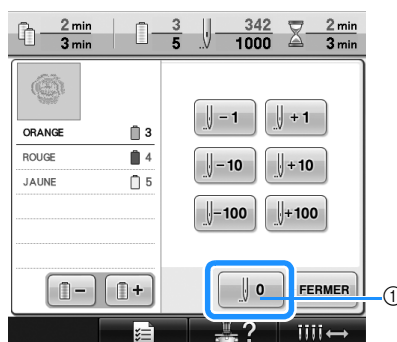 2 min
3 min
3
5
342
1000
2 min
3 min
ORANGE 3
ROUGE 4
JAUNE 5
-1 +1
-10 +10
-100 +100
- +
0 FERMER
①
?